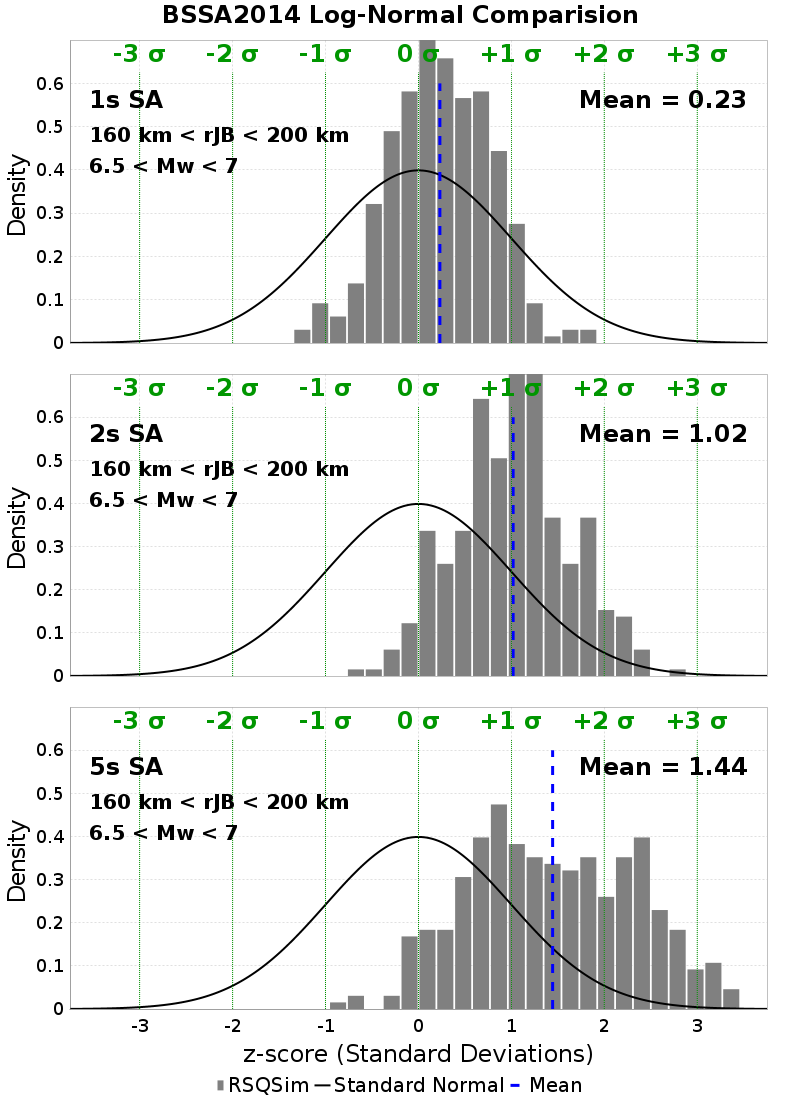 BSSA2014 Log-Normal Comparision
-3 σ -2 σ -1 σ 0 σ +1 σ +2 σ +3 σ
1s SA
Mean = 0.23
160 km < rJB < 200 km
6.5 < Mw < 7
Density
0.6
0.5
0.4
0.3
0.2
0.1
0
-3 σ -2 σ -1 σ 0 σ +1 σ +2 σ +3 σ
2s SA
Mean = 1.02
160 km < rJB < 200 km
6.5 < Mw < 7
Density
0.6
0.5
0.4
0.3
0.2
0.1
0
-3 σ -2 σ -1 σ 0 σ +1 σ +2 σ +3 σ
5s SA
Mean = 1.44
160 km < rJB < 200 km
6.5 < Mw < 7
Density
0.6
0.5
0.4
0.3
0.2
0.1
0
-3 -2 -1 0 1 2 3
z-score (Standard Deviations)
RSQSim Standard Normal Mean